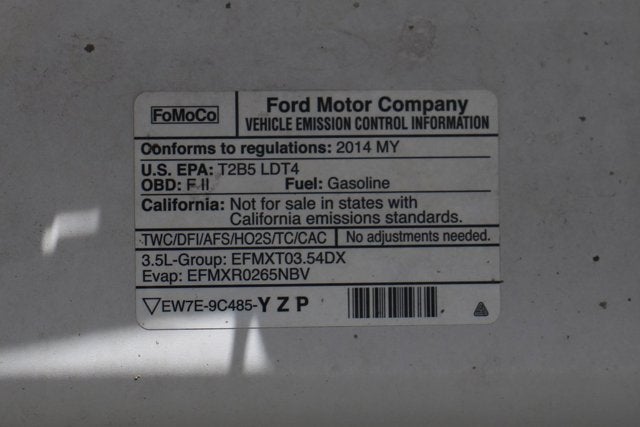 FoMoCo
Ford Motor Company
VEHICLE EMISSION CONTROL INFORMATION
Conforms to regulations: 2014 MY
U.S. EPA: T2B5 LDT4
OBD: F II Fuel: Gasoline
California: Not for sale in states with
California emissions standards.
TWC/DFI/AFS/HO2S/TC/CAC No adjustments needed.
3.5L-Group: EFMXT03.54DX
Evap: EFMXR0265NBV
EW7E-9C485-Y Z P